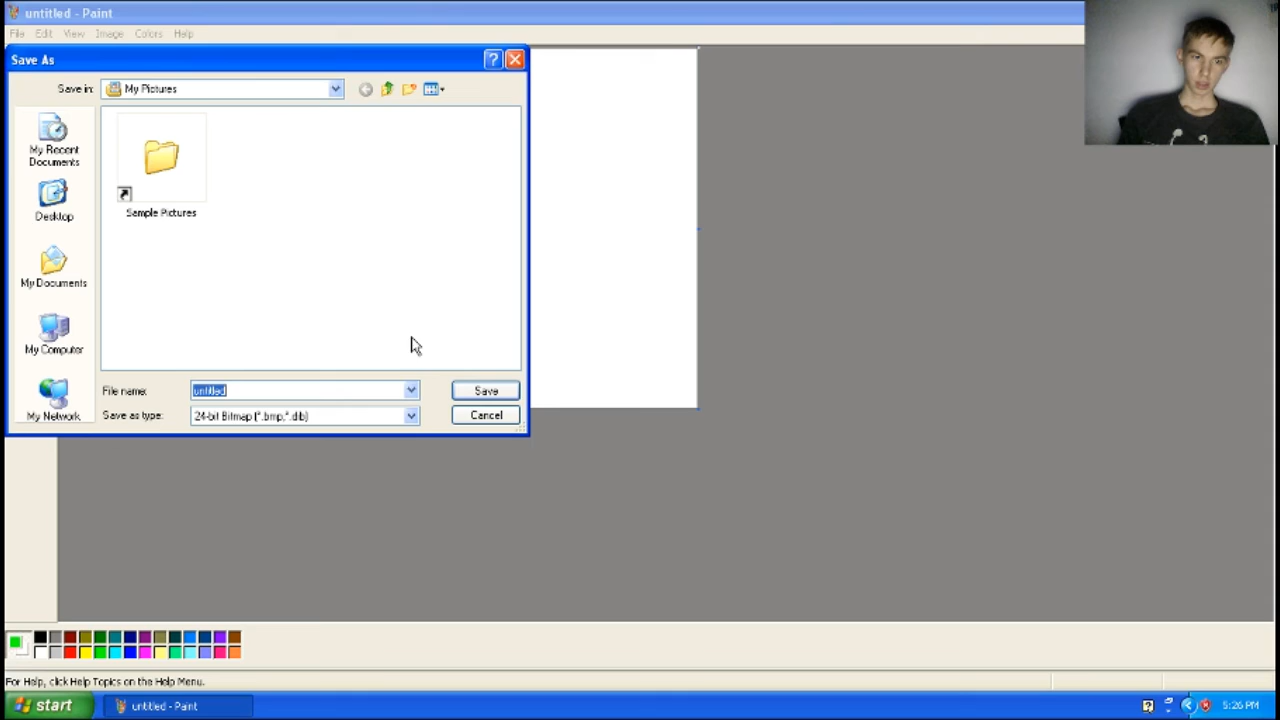 untitled - Paint
File Edit View Image Colors Help
Save As
Save in: My Pictures
My Recent
Documents
Desktop
My Documents
My Computer
My Network
Sample Pictures
File name: untitled
Save
Save as type: 24-bit Bitmap (*.bmp;*.dib)
Cancel
For Help, click Help Topics on the Help Menu.
start
untitled - Paint
5:26 PM